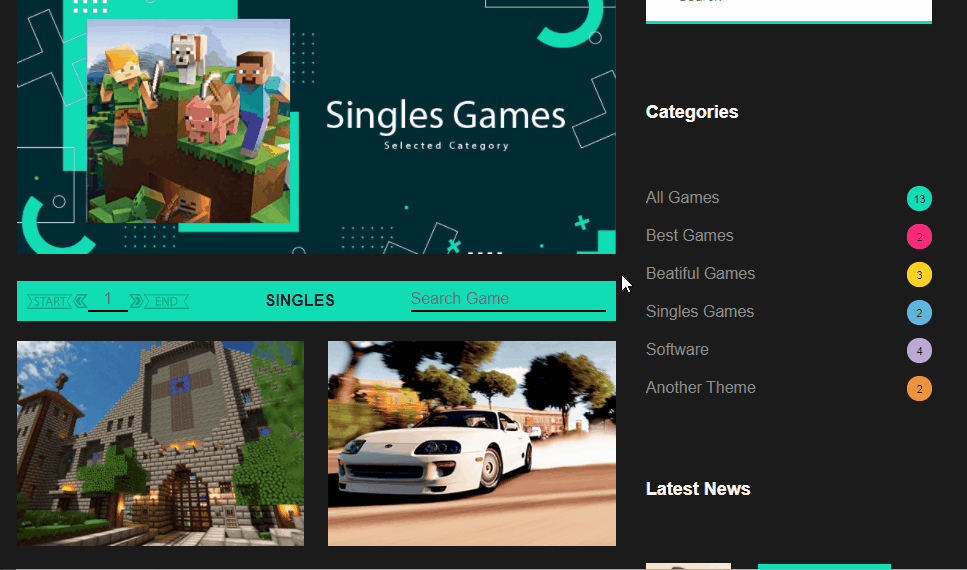 Singles Games
Selected Category
START
1
END
SINGLES
Search Game
Categories
All Games 13
Best Games 2
Beatiful Games 3
Singles Games 2
Software 4
Another Theme 2
Latest News